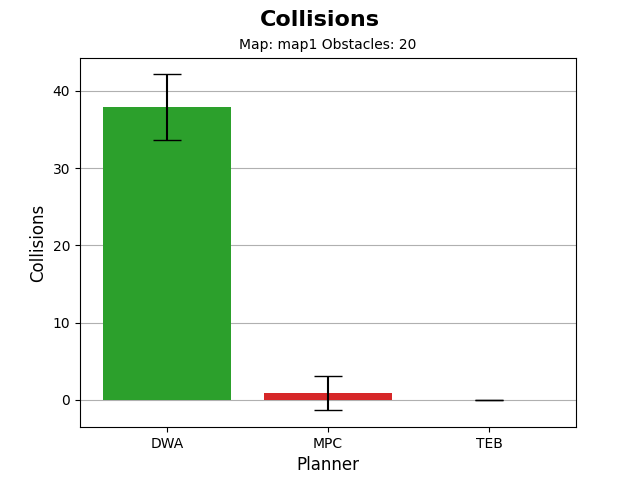 Collisions
Map: map1 Obstacles: 20
Collisions
40
30
20
10
0
DWA
MPC
TEB
Planner